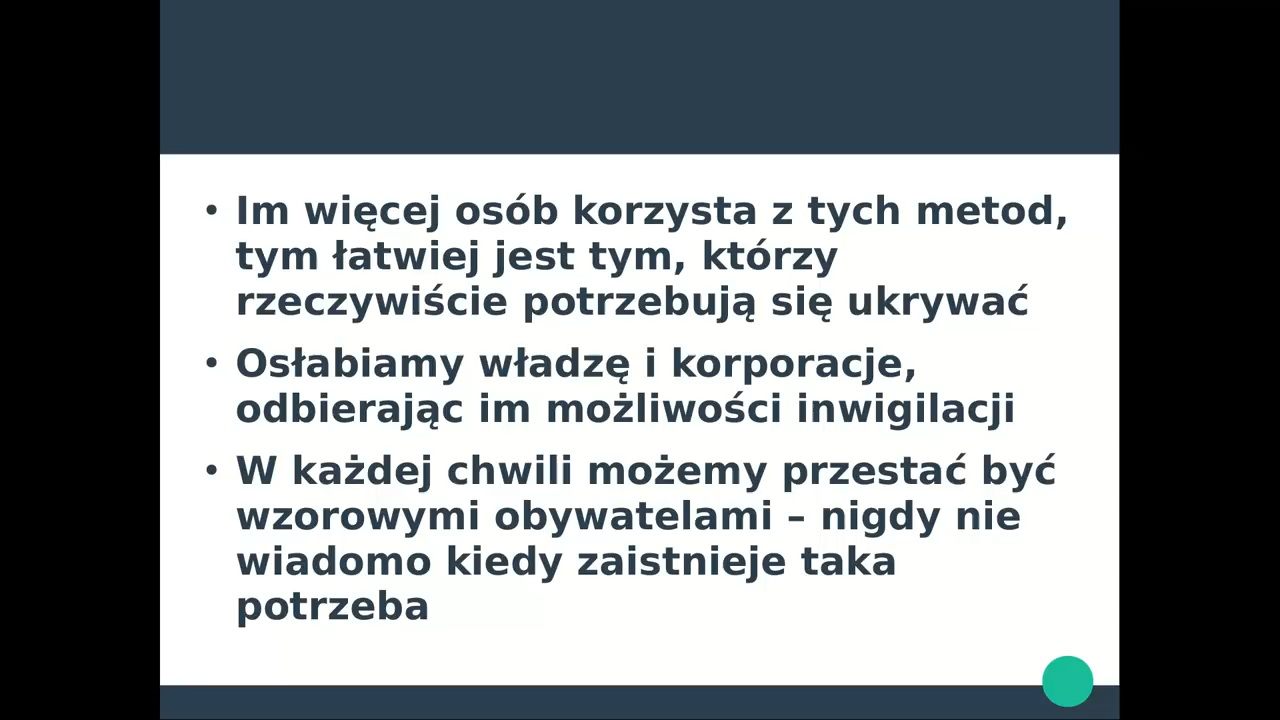 • Im więcej osób korzysta z tych metod,
tym łatwiej jest tym, którzy
rzeczywiście potrzebują się ukrywać
• Osłabiamy władzę i korporacje,
odbierając im możliwości inwigilacji
• W każdej chwili możemy przestać być
wzorowymi obywatelami – nigdy nie
wiadomo kiedy zaistnieje taka
potrzeba